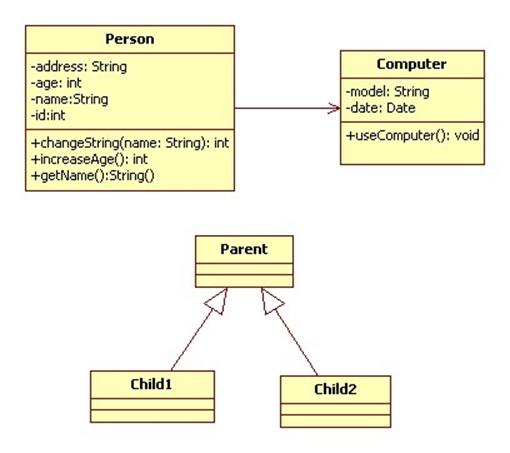 Person
-address: String
-age: int
-name:String
-id:int
+changeString(name: String): int
+increaseAge(): int
+getName():String()
Computer
-model: String
-date: Date
+useComputer(): void
Parent
Child1
Child2